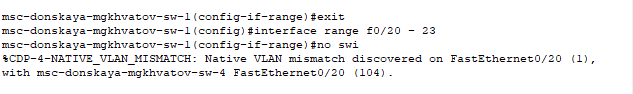 msc-donskaya-mgkhvatov-sw-1(config-if-range)#exit
msc-donskaya-mgkhvatov-sw-1(config)#interface range f0/20 - 23
msc-donskaya-mgkhvatov-sw-1(config-if-range)#no swi
%CDP-4-NATIVE_VLAN_MISMATCH: Native VLAN mismatch discovered on FastEthernet0/20 (1),
with msc-donskaya-mgkhvatov-sw-4 FastEthernet0/20 (104).